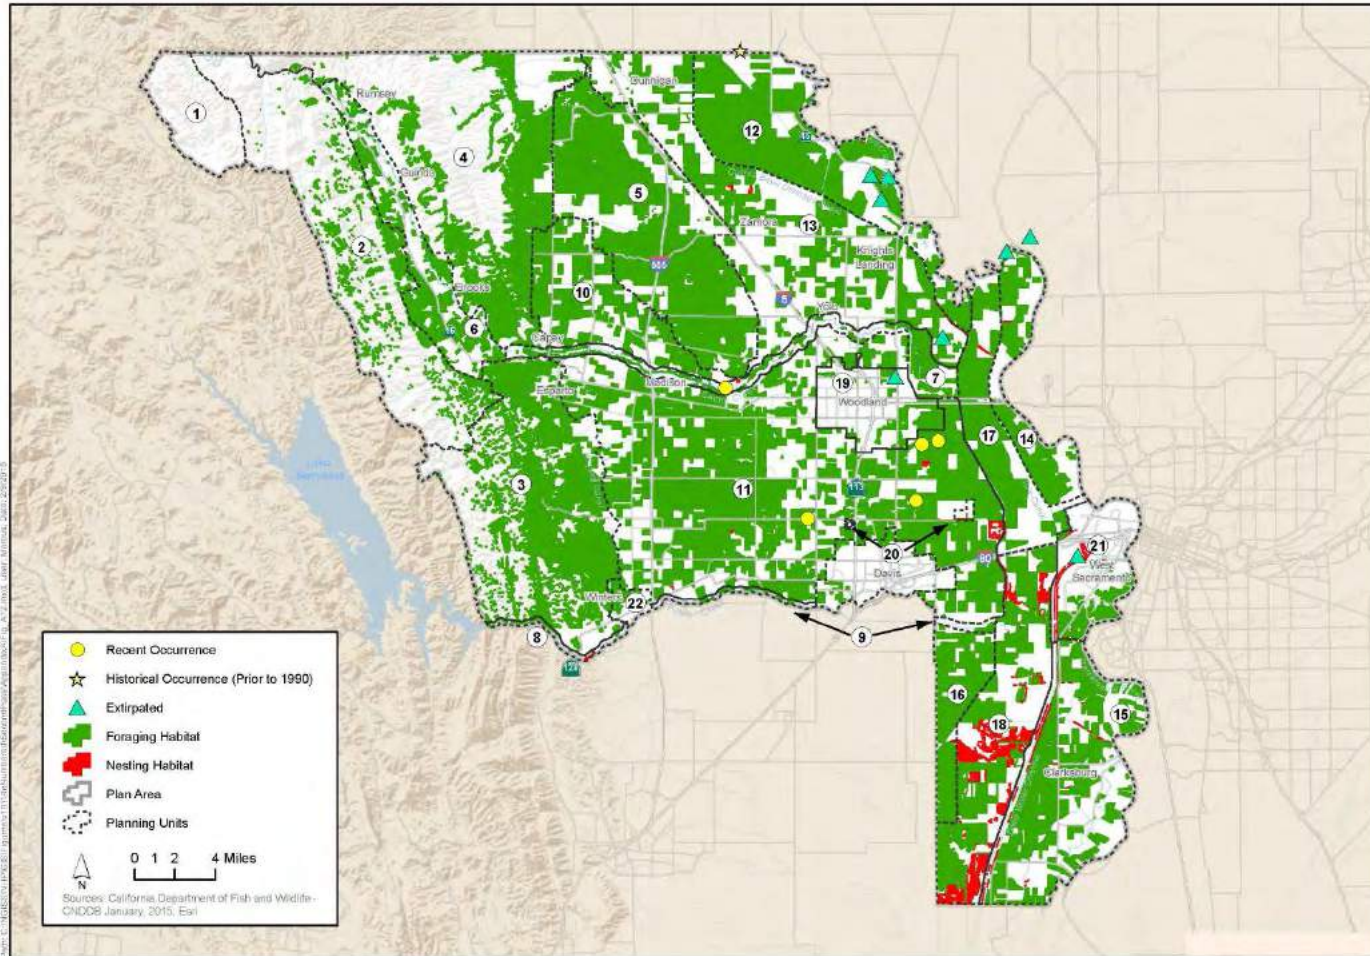 Dunnigan
Rumsey
1
12
45
4
Guinda
5
Zamora
13
2
Knights
Landing
505
Brooks
10
5
Yolo
16
6
Capay
7
Madison
19
Esparto
Woodland
17
14
3
11
113
20
21
80
West
Sacramento
Davis
Winters
22
8
9
128
16
18
15
Clarksburg
Recent Occurrence
Historical Occurrence (Prior to 1990)
Extirpated
Foraging Habitat
Nesting Habitat
Plan Area
Planning Units
0 1 2 4 Miles
N
Sources: California Department of Fish and Wildlife-
CNDDB January, 2015, Esri